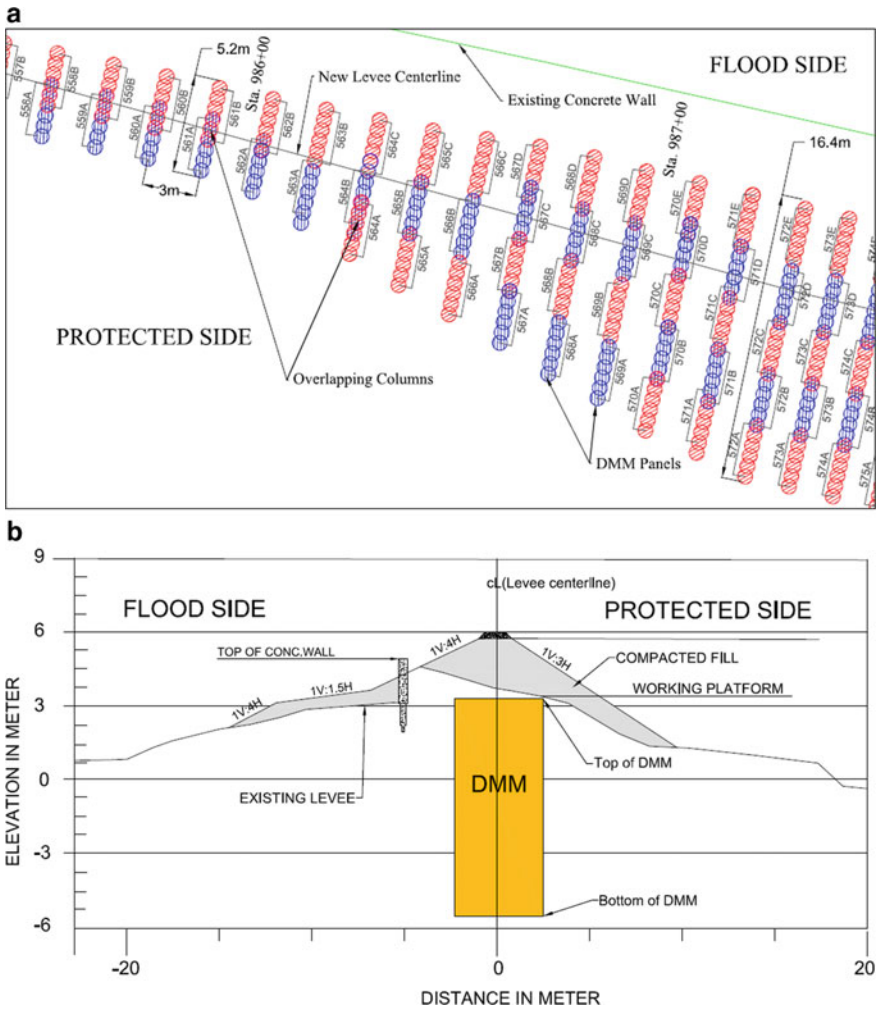 a
5.2m
Sta. 986+00
New Levee Centerline
Existing Concrete Wall
FLOOD SIDE
Sta. 987+00
16.4m
3m
PROTECTED SIDE
Overlapping Columns
DMM Panels
557B
558A
558B
559A
559B
560A
560B
561A
561B
562A
562B
563A
563B
564A
564B
564C
565A
565B
565C
566A
566B
566C
567A
567B
567C
567D
568A
568B
568C
568D
569A
569B
569C
569D
570A
570B
570C
570D
570E
571A
571B
571C
571D
571E
572A
572B
572C
572D
572E
573A
573B
573C
573D
573E
574A
574B
574C
575A
b
9
6
3
0
-3
-6
ELEVATION IN METER
cL(Levee centerline)
FLOOD SIDE
PROTECTED SIDE
TOP OF CONC.WALL
1V:4H
1V:3H
COMPACTED FILL
WORKING PLATFORM
1V:4H
1V:1.5H
EXISTING LEVEE
DMM
Top of DMM
Bottom of DMM
-20
0
20
DISTANCE IN METER